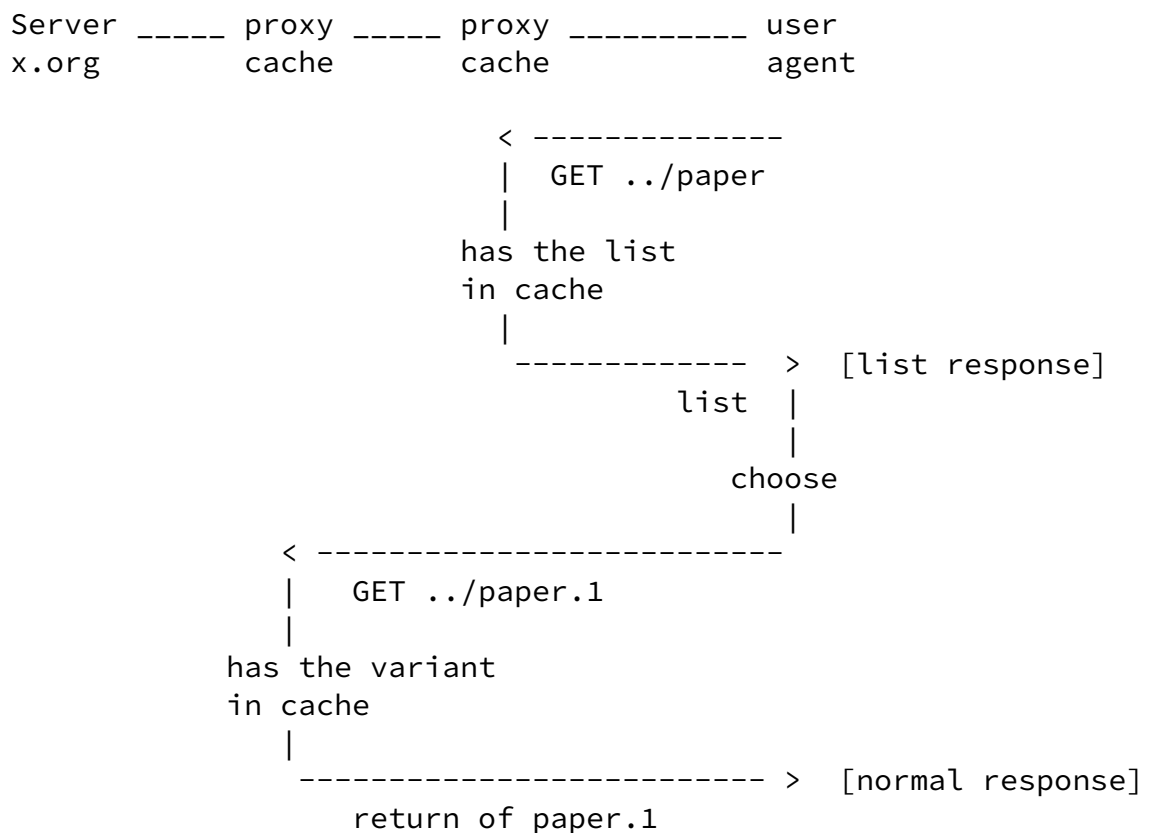 Server _____ proxy _____ proxy __________ user
x.org        cache       cache            agent
< --------------
|  GET ../paper
|
has the list
in cache
|
------------- >  [list response]
list  |
|
choose
|
< --------------------------
|   GET ../paper.1
|
has the variant
in cache
|
-------------------------- >  [normal response]
return of paper.1